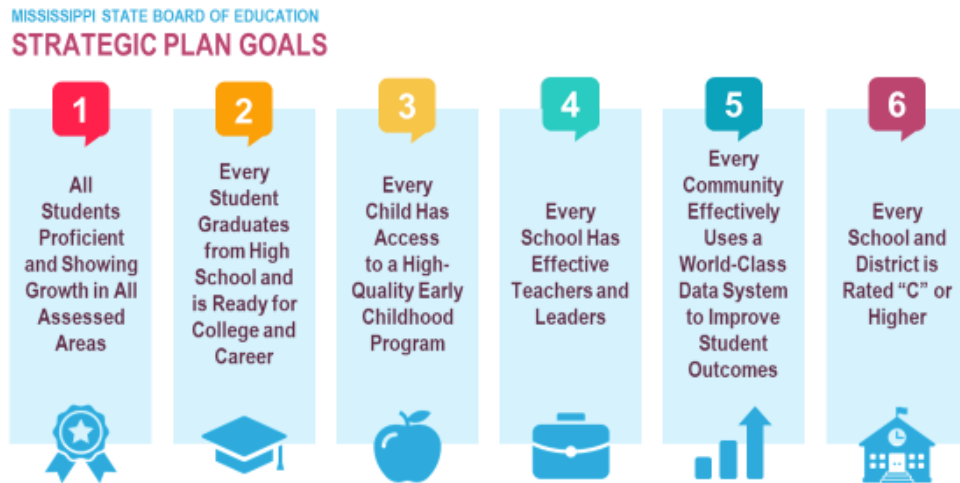 MISSISSIPPI STATE BOARD OF EDUCATION
STRATEGIC PLAN GOALS
1
All
Students
Proficient
and Showing
Growth in All
Assessed
Areas
2
Every
Student
Graduates
from High
School and
is Ready for
College and
Career
3
Every
Child Has
Access
to a High-
Quality Early
Childhood
Program
4
Every
School Has
Effective
Teachers and
Leaders
5
Every
Community
Effectively
Uses a
World-Class
Data System
to Improve
Student
Outcomes
6
Every
School and
District is
Rated “C” or
Higher